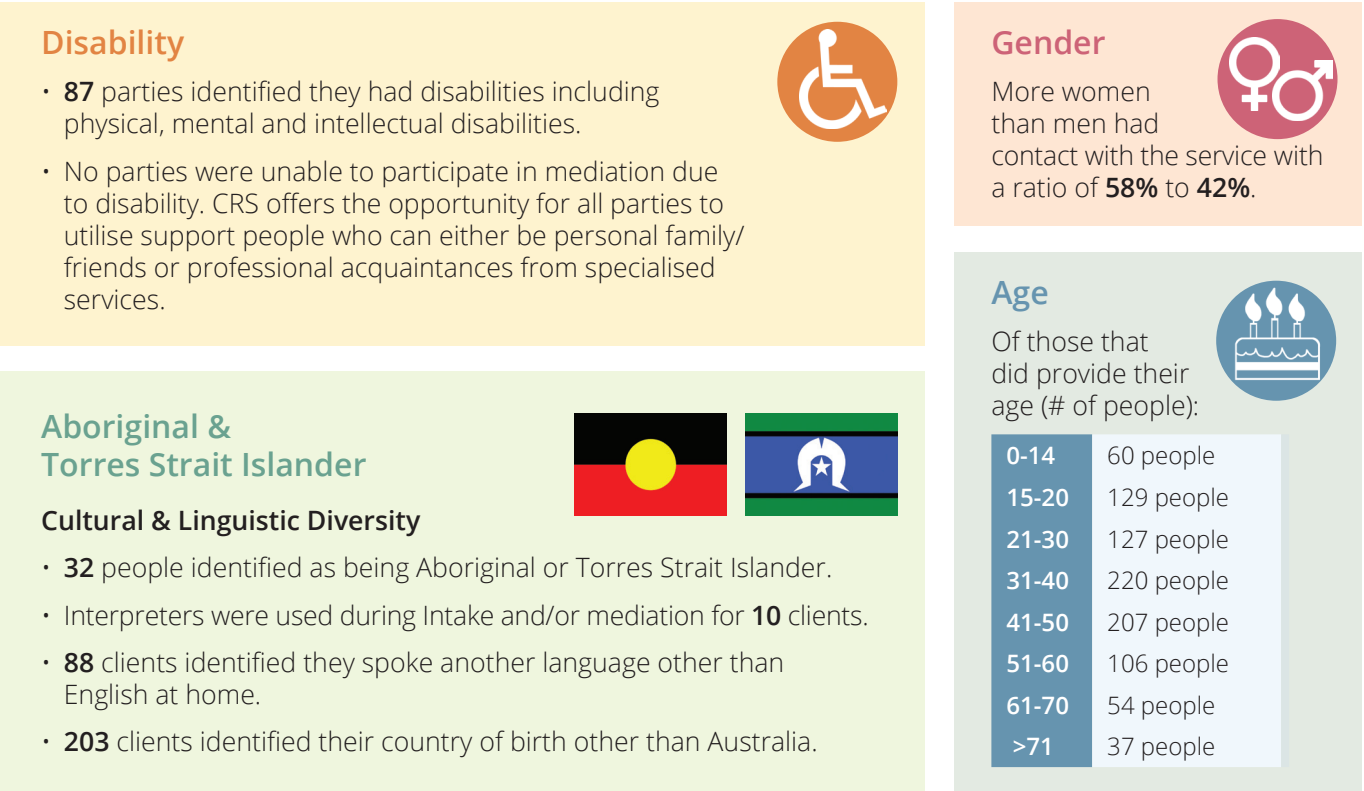 Disability
• 87 parties identified they had disabilities including
physical, mental and intellectual disabilities.
• No parties were unable to participate in mediation due
to disability. CRS offers the opportunity for all parties to
utilise support people who can either be personal family/
friends or professional acquaintances from specialised
services.
Aboriginal &
Torres Strait Islander
Cultural & Linguistic Diversity
• 32 people identified as being Aboriginal or Torres Strait Islander.
• Interpreters were used during Intake and/or mediation for 10 clients.
• 88 clients identified they spoke another language other than
English at home.
• 203 clients identified their country of birth other than Australia.
Gender
More women
than men had
contact with the service with
a ratio of 58% to 42%.
Age
Of those that
did provide their
age (# of people):
0-14 60 people
15-20 129 people
21-30 127 people
31-40 220 people
41-50 207 people
51-60 106 people
61-70 54 people
>71 37 people